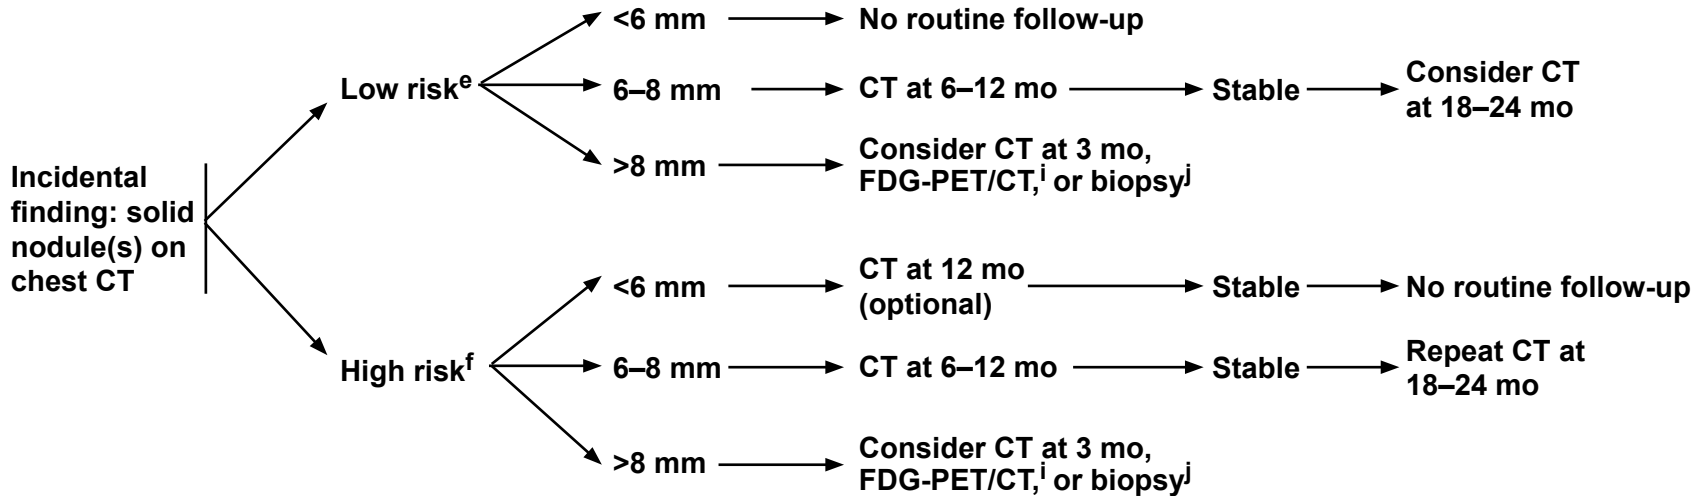 Incidental
finding: solid
nodule(s) on
chest CT
Low riskᵉ
<6 mm
No routine follow-up
6–8 mm
CT at 6–12 mo
Stable
Consider CT
at 18–24 mo
>8 mm
Consider CT at 3 mo,
FDG-PET/CT,ⁱ or biopsyʲ
High riskᶠ
<6 mm
CT at 12 mo
(optional)
Stable
No routine follow-up
6–8 mm
CT at 6–12 mo
Stable
Repeat CT at
18–24 mo
>8 mm
Consider CT at 3 mo,
FDG-PET/CT,ⁱ or biopsyʲ